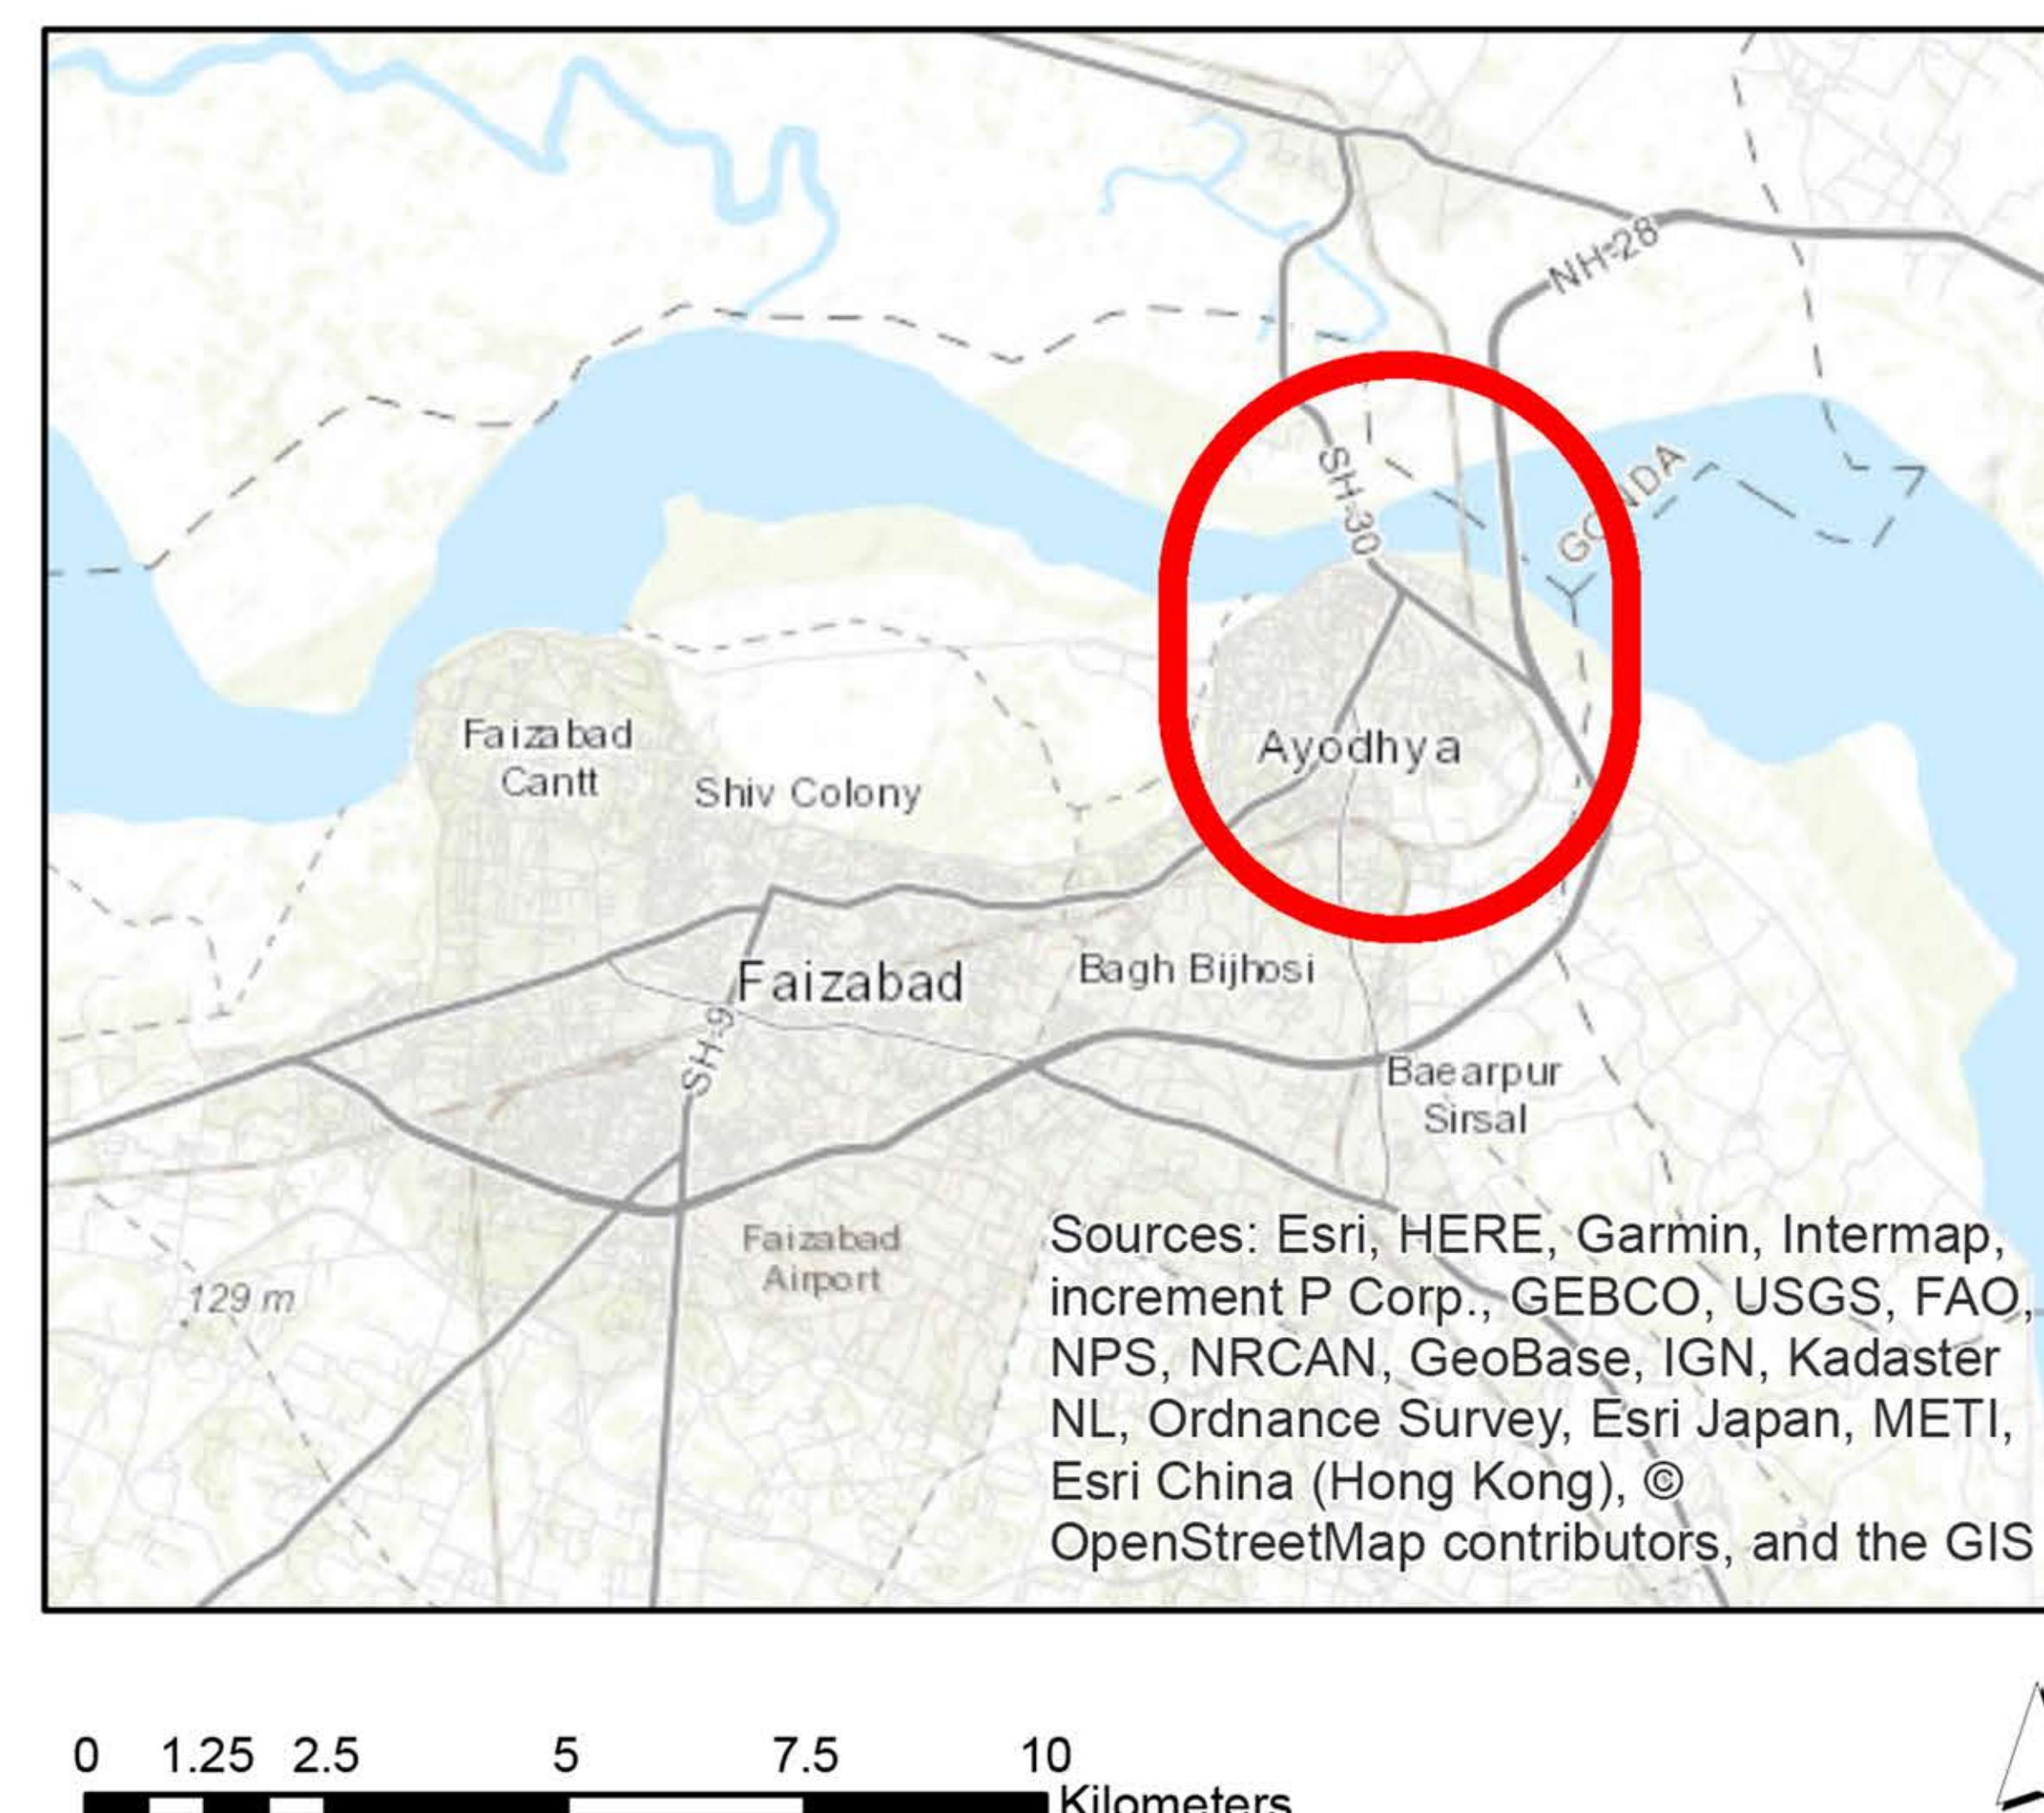 NH-28
SH-30
GONDA
Faizabad
Cantt
Shiv Colony
Ayodhya
Faizabad
Bagh Bijhosi
SH-9
Baearpur
Sirsal
Faizabad
Airport
129 m
Sources: Esri, HERE, Garmin, Intermap,
increment P Corp., GEBCO, USGS, FAO,
NPS, NRCAN, GeoBase, IGN, Kadaster
NL, Ordnance Survey, Esri Japan, METI,
Esri China (Hong Kong), ©
OpenStreetMap contributors, and the GIS
0 1.25 2.5 5 7.5 10
Kilometers